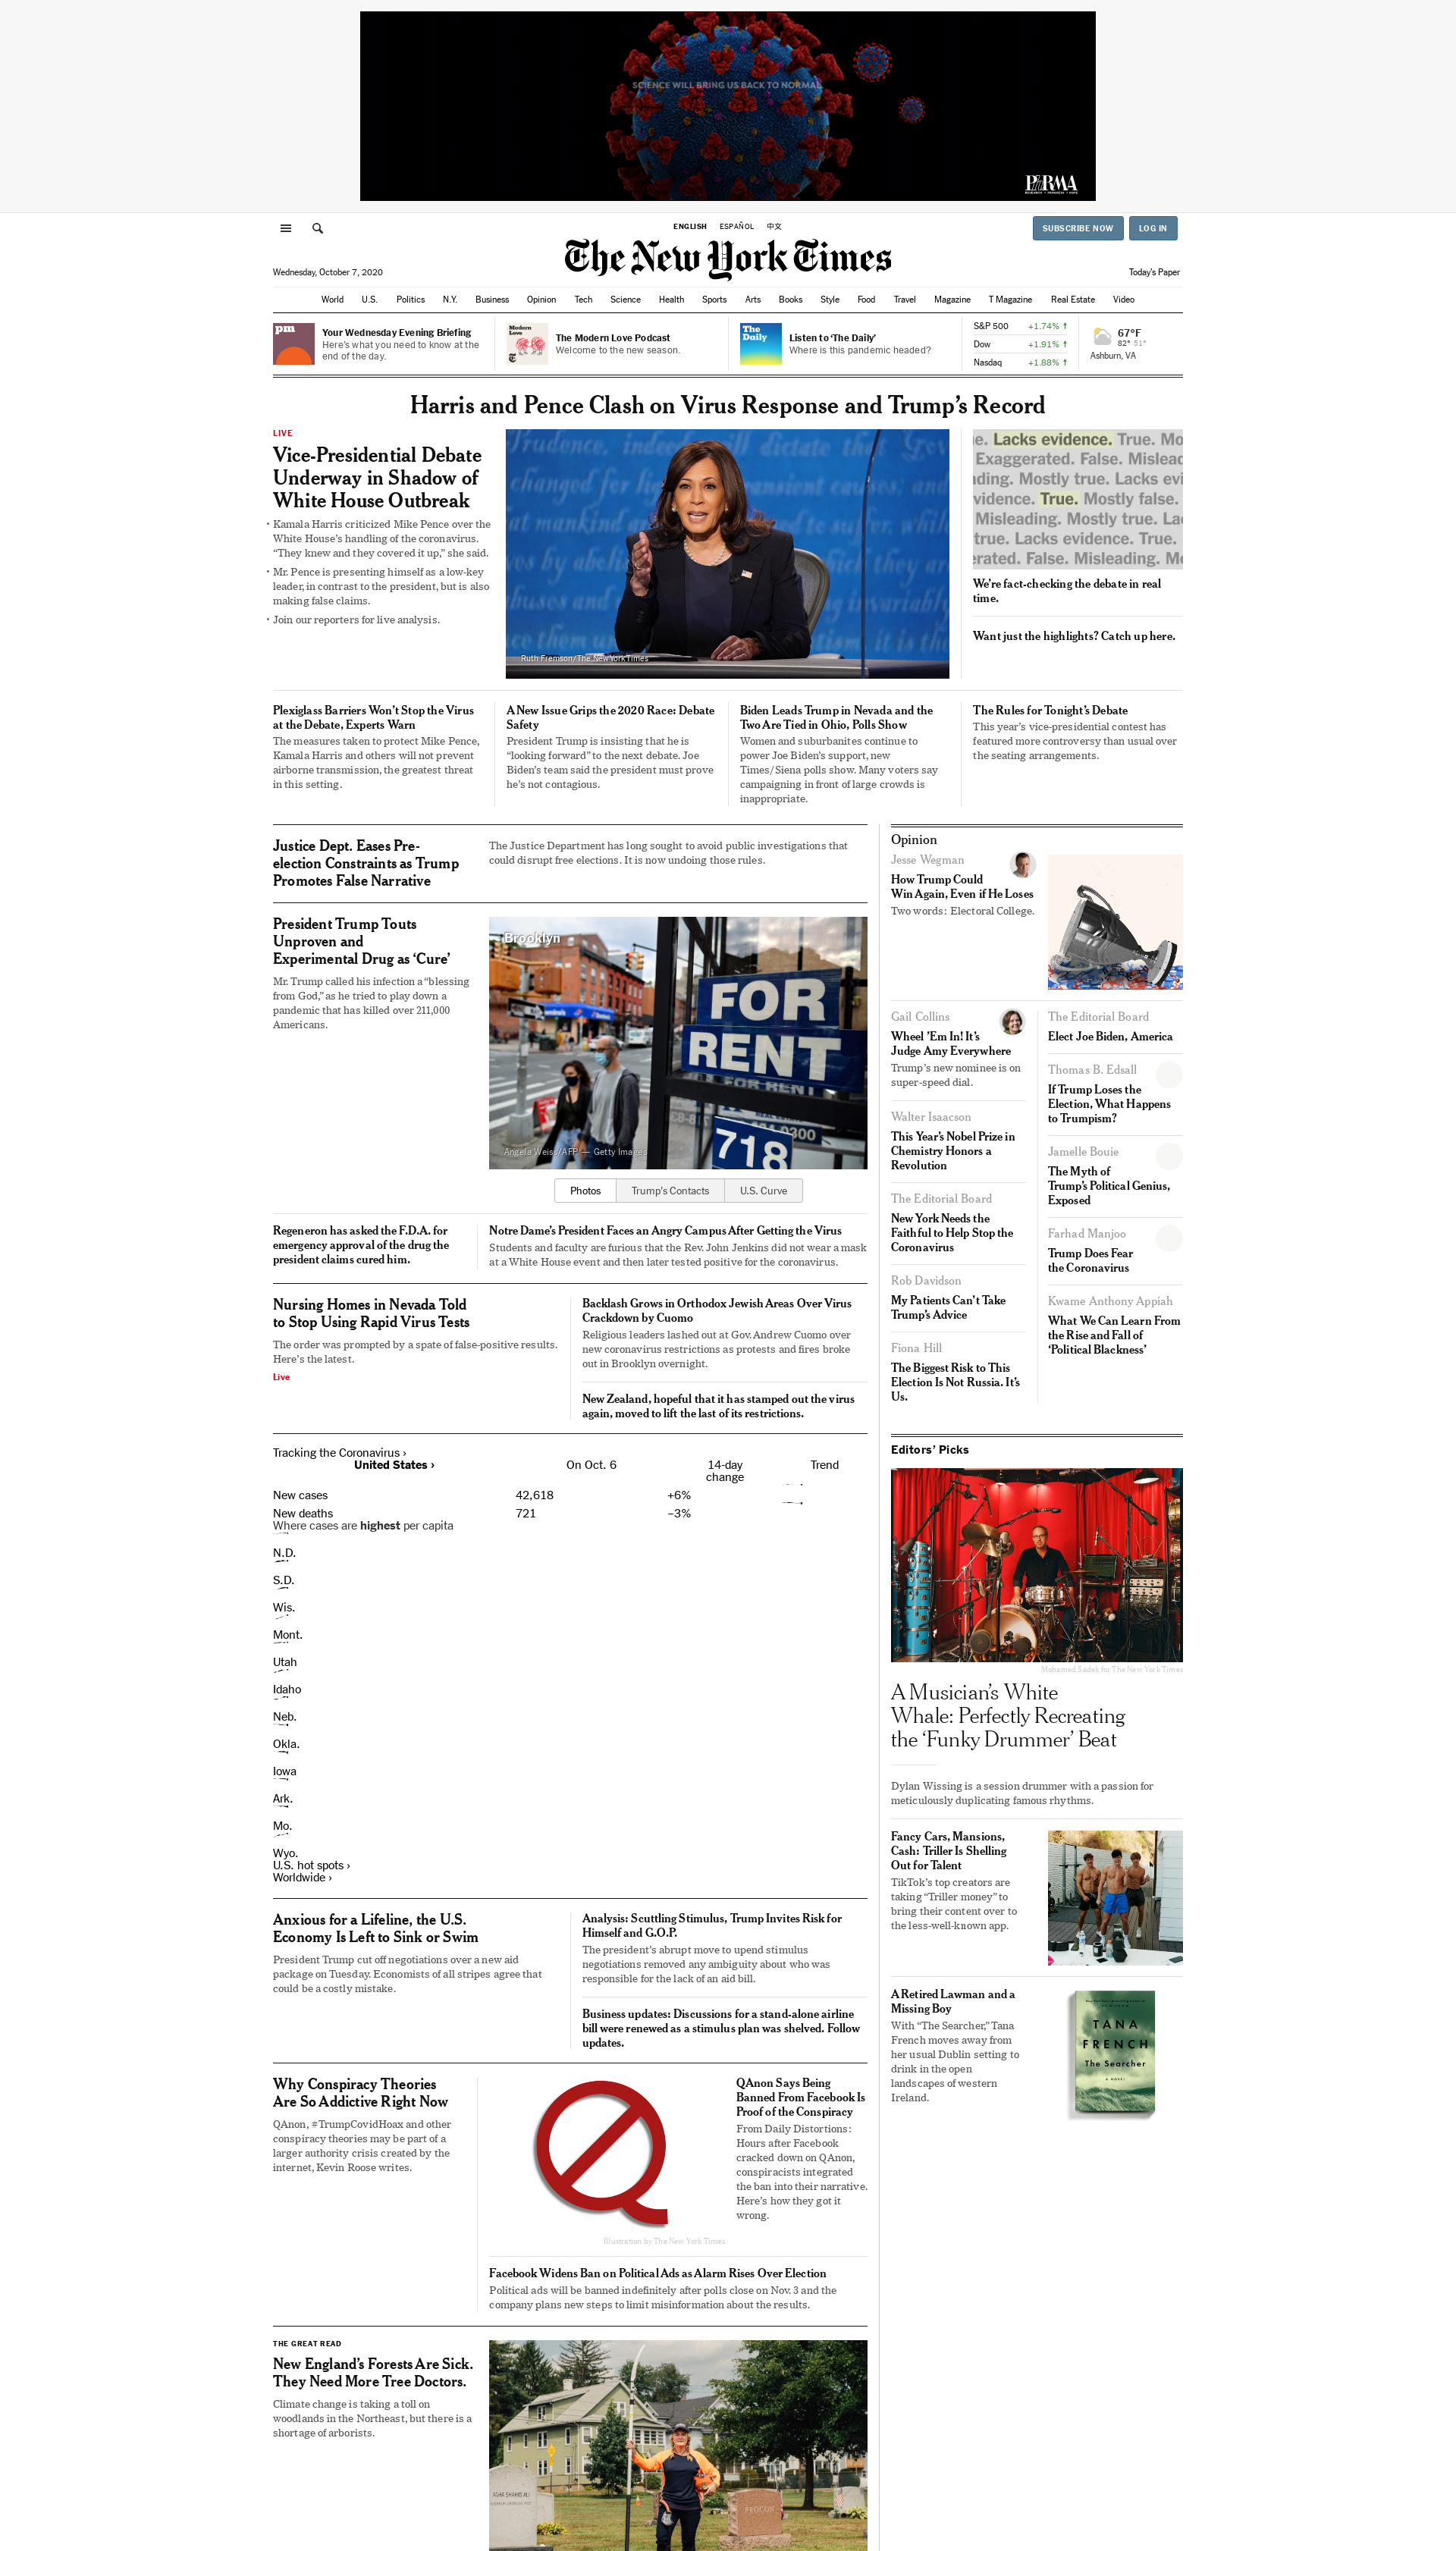 SCIENCE WILL BRING US BACK TO NORMAL.
PhRMA
RESEARCH • PROGRESS • HOPE
ENGLISH ESPAÑOL 中文
SUBSCRIBE NOW LOG IN
The New York Times
Wednesday, October 7, 2020
Today's Paper
World U.S. Politics N.Y. Business Opinion Tech Science Health Sports Arts Books Style Food Travel Magazine T Magazine Real Estate Video
pm
Your Wednesday Evening Briefing
Here's what you need to know at the
end of the day.
Modern
Love
The Modern Love Podcast
Welcome to the new season.
The
Daily
Listen to 'The Daily'
Where is this pandemic headed?
S&P 500 +1.74% ↑
Dow +1.91% ↑
Nasdaq +1.88% ↑
67°F
82° 51°
Ashburn, VA
Harris and Pence Clash on Virus Response and Trump's Record
LIVE
Vice-Presidential Debate
Underway in Shadow of
White House Outbreak
• Kamala Harris criticized Mike Pence over the
White House's handling of the coronavirus.
“They knew and they covered it up,” she said.
• Mr. Pence is presenting himself as a low-key
leader, in contrast to the president, but is also
making false claims.
• Join our reporters for live analysis.
Ruth Fremson/The New York Times
e. Lacks evidence. True. Mo
Exaggerated. False. Mislead
ding. Mostly true. Lacks evi
vidence. True. Mostly false.
Misleading. Mostly true. Lac
true. Lacks evidence. True.
erated. False. Misleading. Mo
We're fact-checking the debate in real
time.
Want just the highlights? Catch up here.
Plexiglass Barriers Won't Stop the Virus
at the Debate, Experts Warn
The measures taken to protect Mike Pence,
Kamala Harris and others will not prevent
airborne transmission, the greatest threat
in this setting.
A New Issue Grips the 2020 Race: Debate
Safety
President Trump is insisting that he is
“looking forward” to the next debate. Joe
Biden's team said the president must prove
he's not contagious.
Biden Leads Trump in Nevada and the
Two Are Tied in Ohio, Polls Show
Women and suburbanites continue to
power Joe Biden's support, new
Times/Siena polls show. Many voters say
campaigning in front of large crowds is
inappropriate.
The Rules for Tonight's Debate
This year's vice-presidential contest has
featured more controversy than usual over
the seating arrangements.
Justice Dept. Eases Pre-
election Constraints as Trump
Promotes False Narrative
The Justice Department has long sought to avoid public investigations that
could disrupt free elections. It is now undoing those rules.
President Trump Touts
Unproven and
Experimental Drug as ‘Cure’
Mr. Trump called his infection a “blessing
from God,” as he tried to play down a
pandemic that has killed over 211,000
Americans.
Brooklyn
FOR
RENT
FOR RENT
718
Angela Weiss/AFP — Getty Images
Photos Trump's Contacts U.S. Curve
Regeneron has asked the F.D.A. for
emergency approval of the drug the
president claims cured him.
Notre Dame's President Faces an Angry Campus After Getting the Virus
Students and faculty are furious that the Rev. John Jenkins did not wear a mask
at a White House event and then later tested positive for the coronavirus.
Nursing Homes in Nevada Told
to Stop Using Rapid Virus Tests
The order was prompted by a spate of false-positive results.
Here's the latest.
Live
Backlash Grows in Orthodox Jewish Areas Over Virus
Crackdown by Cuomo
Religious leaders lashed out at Gov. Andrew Cuomo over
new coronavirus restrictions as protests and fires broke
out in Brooklyn overnight.
New Zealand, hopeful that it has stamped out the virus
again, moved to lift the last of its restrictions.
Tracking the Coronavirus ›
United States › On Oct. 6 14-day
change Trend
New cases 42,618 +6%
New deaths 721 –3%
Where cases are highest per capita
N.D.
S.D.
Wis.
Mont.
Utah
Idaho
Neb.
Okla.
Iowa
Ark.
Mo.
Wyo.
U.S. hot spots ›
Worldwide ›
Anxious for a Lifeline, the U.S.
Economy Is Left to Sink or Swim
President Trump cut off negotiations over a new aid
package on Tuesday. Economists of all stripes agree that
could be a costly mistake.
Analysis: Scuttling Stimulus, Trump Invites Risk for
Himself and G.O.P.
The president's abrupt move to upend stimulus
negotiations removed any ambiguity about who was
responsible for the lack of an aid bill.
Business updates: Discussions for a stand-alone airline
bill were renewed as a stimulus plan was shelved. Follow
updates.
Why Conspiracy Theories
Are So Addictive Right Now
QAnon, #TrumpCovidHoax and other
conspiracy theories may be part of a
larger authority crisis created by the
internet, Kevin Roose writes.
Illustration by The New York Times
QAnon Says Being
Banned From Facebook Is
Proof of the Conspiracy
From Daily Distortions:
Hours after Facebook
cracked down on QAnon,
conspiracists integrated
the ban into their narrative.
Here's how they got it
wrong.
Facebook Widens Ban on Political Ads as Alarm Rises Over Election
Political ads will be banned indefinitely after polls close on Nov. 3 and the
company plans new steps to limit misinformation about the results.
THE GREAT READ
New England's Forests Are Sick.
They Need More Tree Doctors.
Climate change is taking a toll on
woodlands in the Northeast, but there is a
shortage of arborists.
PROCON
Opinion
Jesse Wegman
How Trump Could
Win Again, Even if He Loses
Two words: Electoral College.
Gail Collins
Wheel 'Em In! It's
Judge Amy Everywhere
Trump's new nominee is on
super-speed dial.
Walter Isaacson
This Year's Nobel Prize in
Chemistry Honors a
Revolution
The Editorial Board
New York Needs the
Faithful to Help Stop the
Coronavirus
Rob Davidson
My Patients Can't Take
Trump's Advice
Fiona Hill
The Biggest Risk to This
Election Is Not Russia. It's
Us.
The Editorial Board
Elect Joe Biden, America
Thomas B. Edsall
If Trump Loses the
Election, What Happens
to Trumpism?
Jamelle Bouie
The Myth of
Trump's Political Genius,
Exposed
Farhad Manjoo
Trump Does Fear
the Coronavirus
Kwame Anthony Appiah
What We Can Learn From
the Rise and Fall of
‘Political Blackness’
Editors' Picks
Mohamed Sadek for The New York Times
A Musician's White
Whale: Perfectly Recreating
the ‘Funky Drummer’ Beat
Dylan Wissing is a session drummer with a passion for
meticulously duplicating famous rhythms.
Fancy Cars, Mansions,
Cash: Triller Is Shelling
Out for Talent
TikTok's top creators are
taking “Triller money” to
bring their content over to
the less-well-known app.
A Retired Lawman and a
Missing Boy
With “The Searcher,” Tana
French moves away from
her usual Dublin setting to
drink in the open
landscapes of western
Ireland.
TANA
FRENCH
The Searcher
A NOVEL